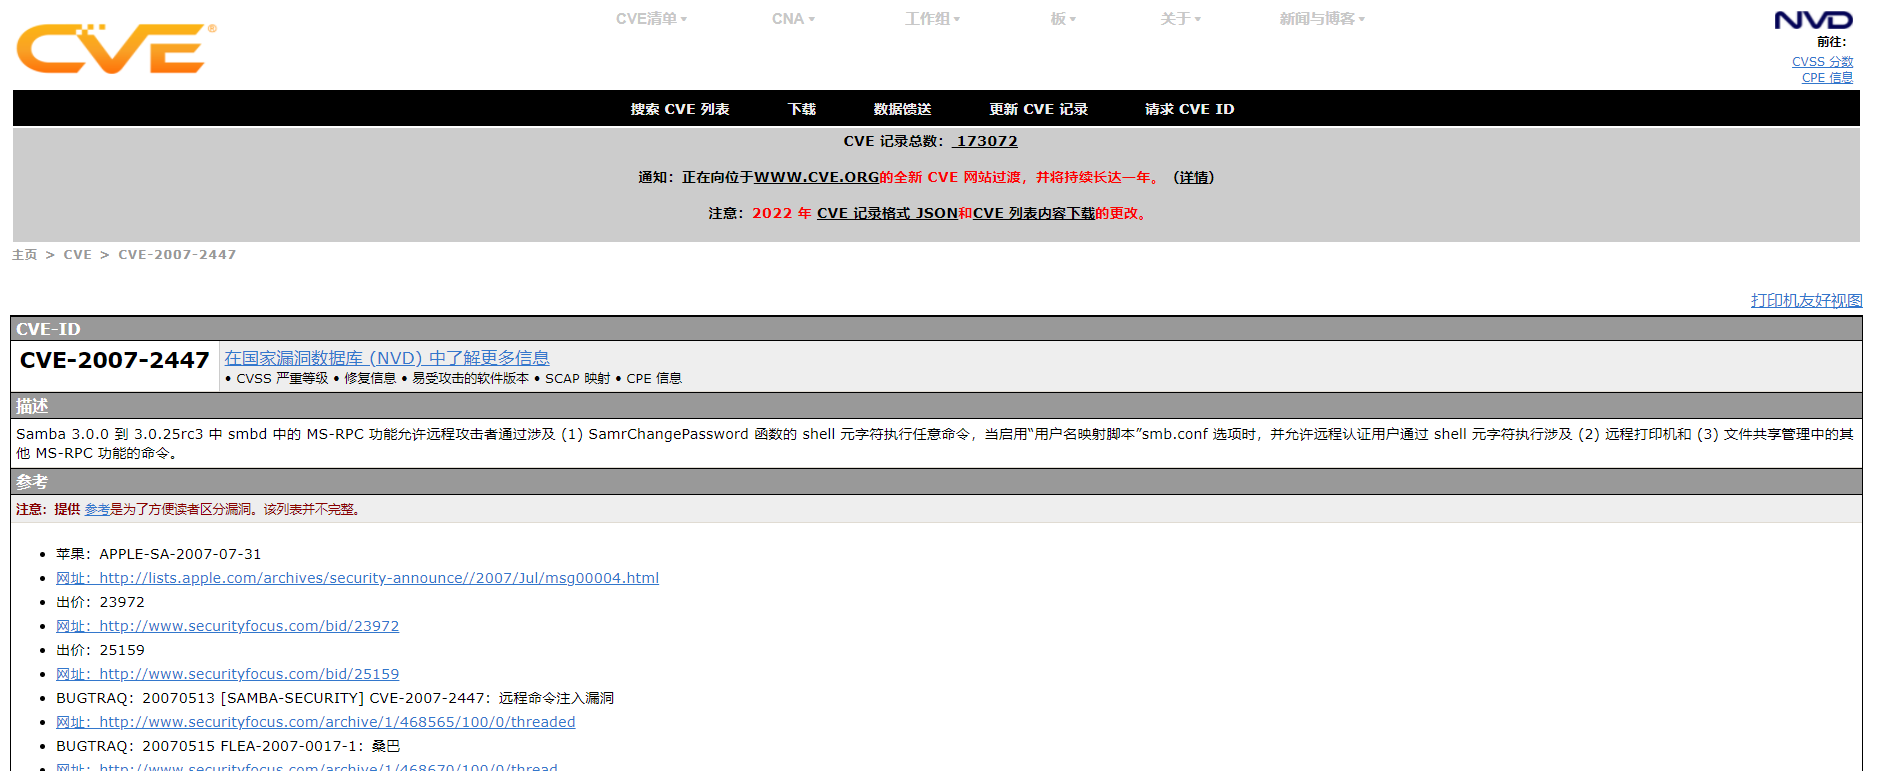 CVE清单 CNA 工作组 板 关于 新闻与博客
CVE®
NVD
前往：
CVSS 分数
CPE 信息
搜索 CVE 列表 下载 数据馈送 更新 CVE 记录 请求 CVE ID
CVE 记录总数： 173072
通知：正在向位于WWW.CVE.ORG的全新 CVE 网站过渡，并将持续长达一年。（详情）
注意：2022 年 CVE 记录格式 JSON和CVE 列表内容下载的更改。
主页 > CVE > CVE-2007-2447
打印机友好视图
CVE-ID
CVE-2007-2447
在国家漏洞数据库 (NVD) 中了解更多信息
• CVSS 严重等级 • 修复信息 • 易受攻击的软件版本 • SCAP 映射 • CPE 信息
描述
Samba 3.0.0 到 3.0.25rc3 中 smbd 中的 MS-RPC 功能允许远程攻击者通过涉及 (1) SamrChangePassword 函数的 shell 元字符执行任意命令，当启用“用户名映射脚本”smb.conf 选项时，并允许远程认证用户通过 shell 元字符执行涉及 (2) 远程打印机和 (3) 文件共享管理中的其
他 MS-RPC 功能的命令。
参考
注意：提供 参考是为了方便读者区分漏洞。该列表并不完整。
• 苹果：APPLE-SA-2007-07-31
• 网址：http://lists.apple.com/archives/security-announce//2007/Jul/msg00004.html
• 出价：23972
• 网址：http://www.securityfocus.com/bid/23972
• 出价：25159
• 网址：http://www.securityfocus.com/bid/25159
• BUGTRAQ：20070513 [SAMBA-SECURITY] CVE-2007-2447：远程命令注入漏洞
• 网址：http://www.securityfocus.com/archive/1/468565/100/0/threaded
• BUGTRAQ：20070515 FLEA-2007-0017-1：桑巴
• 网址：http://www.securityfocus.com/archive/1/468670/100/0/thread